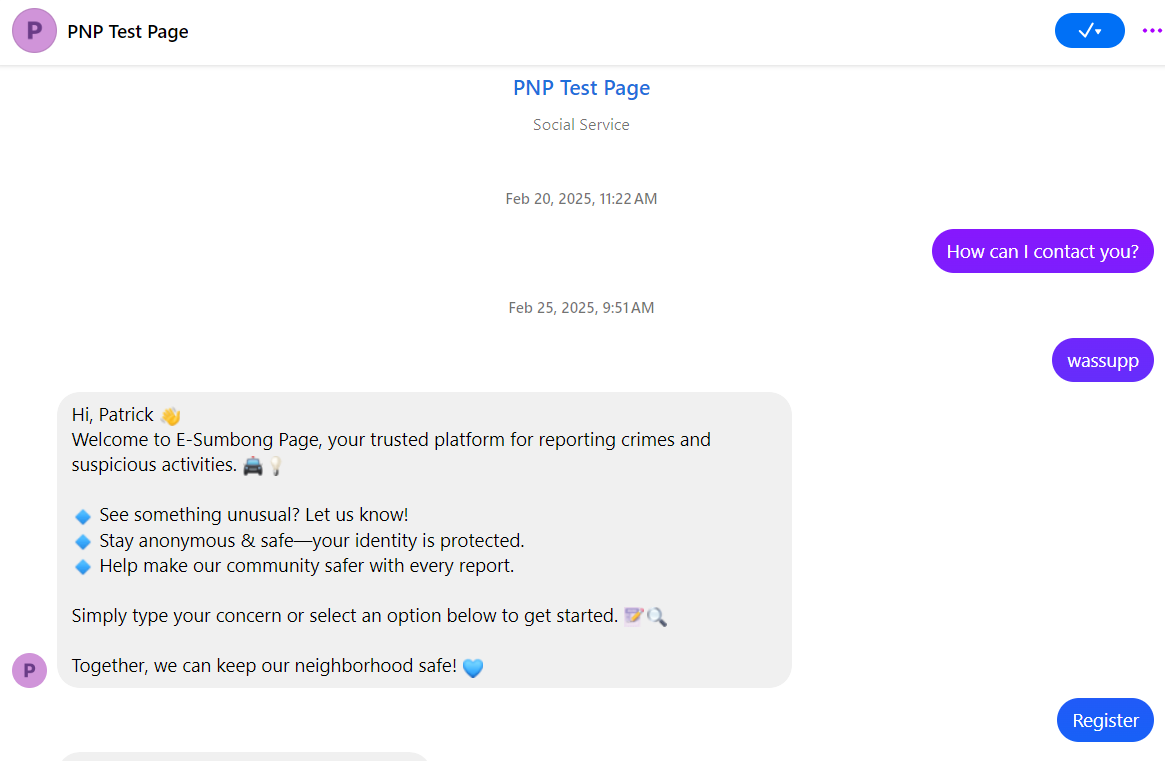 P
PNP Test Page
PNP Test Page
Social Service
Feb 20, 2025, 11:22 AM
How can I contact you?
Feb 25, 2025, 9:51 AM
wassupp
Hi, Patrick 👋
Welcome to E-Sumbong Page, your trusted platform for reporting crimes and
suspicious activities. 🚔💡
🔹 See something unusual? Let us know!
🔹 Stay anonymous & safe—your identity is protected.
🔹 Help make our community safer with every report.
Simply type your concern or select an option below to get started. 📝🔍
Together, we can keep our neighborhood safe! 💙
P
Register